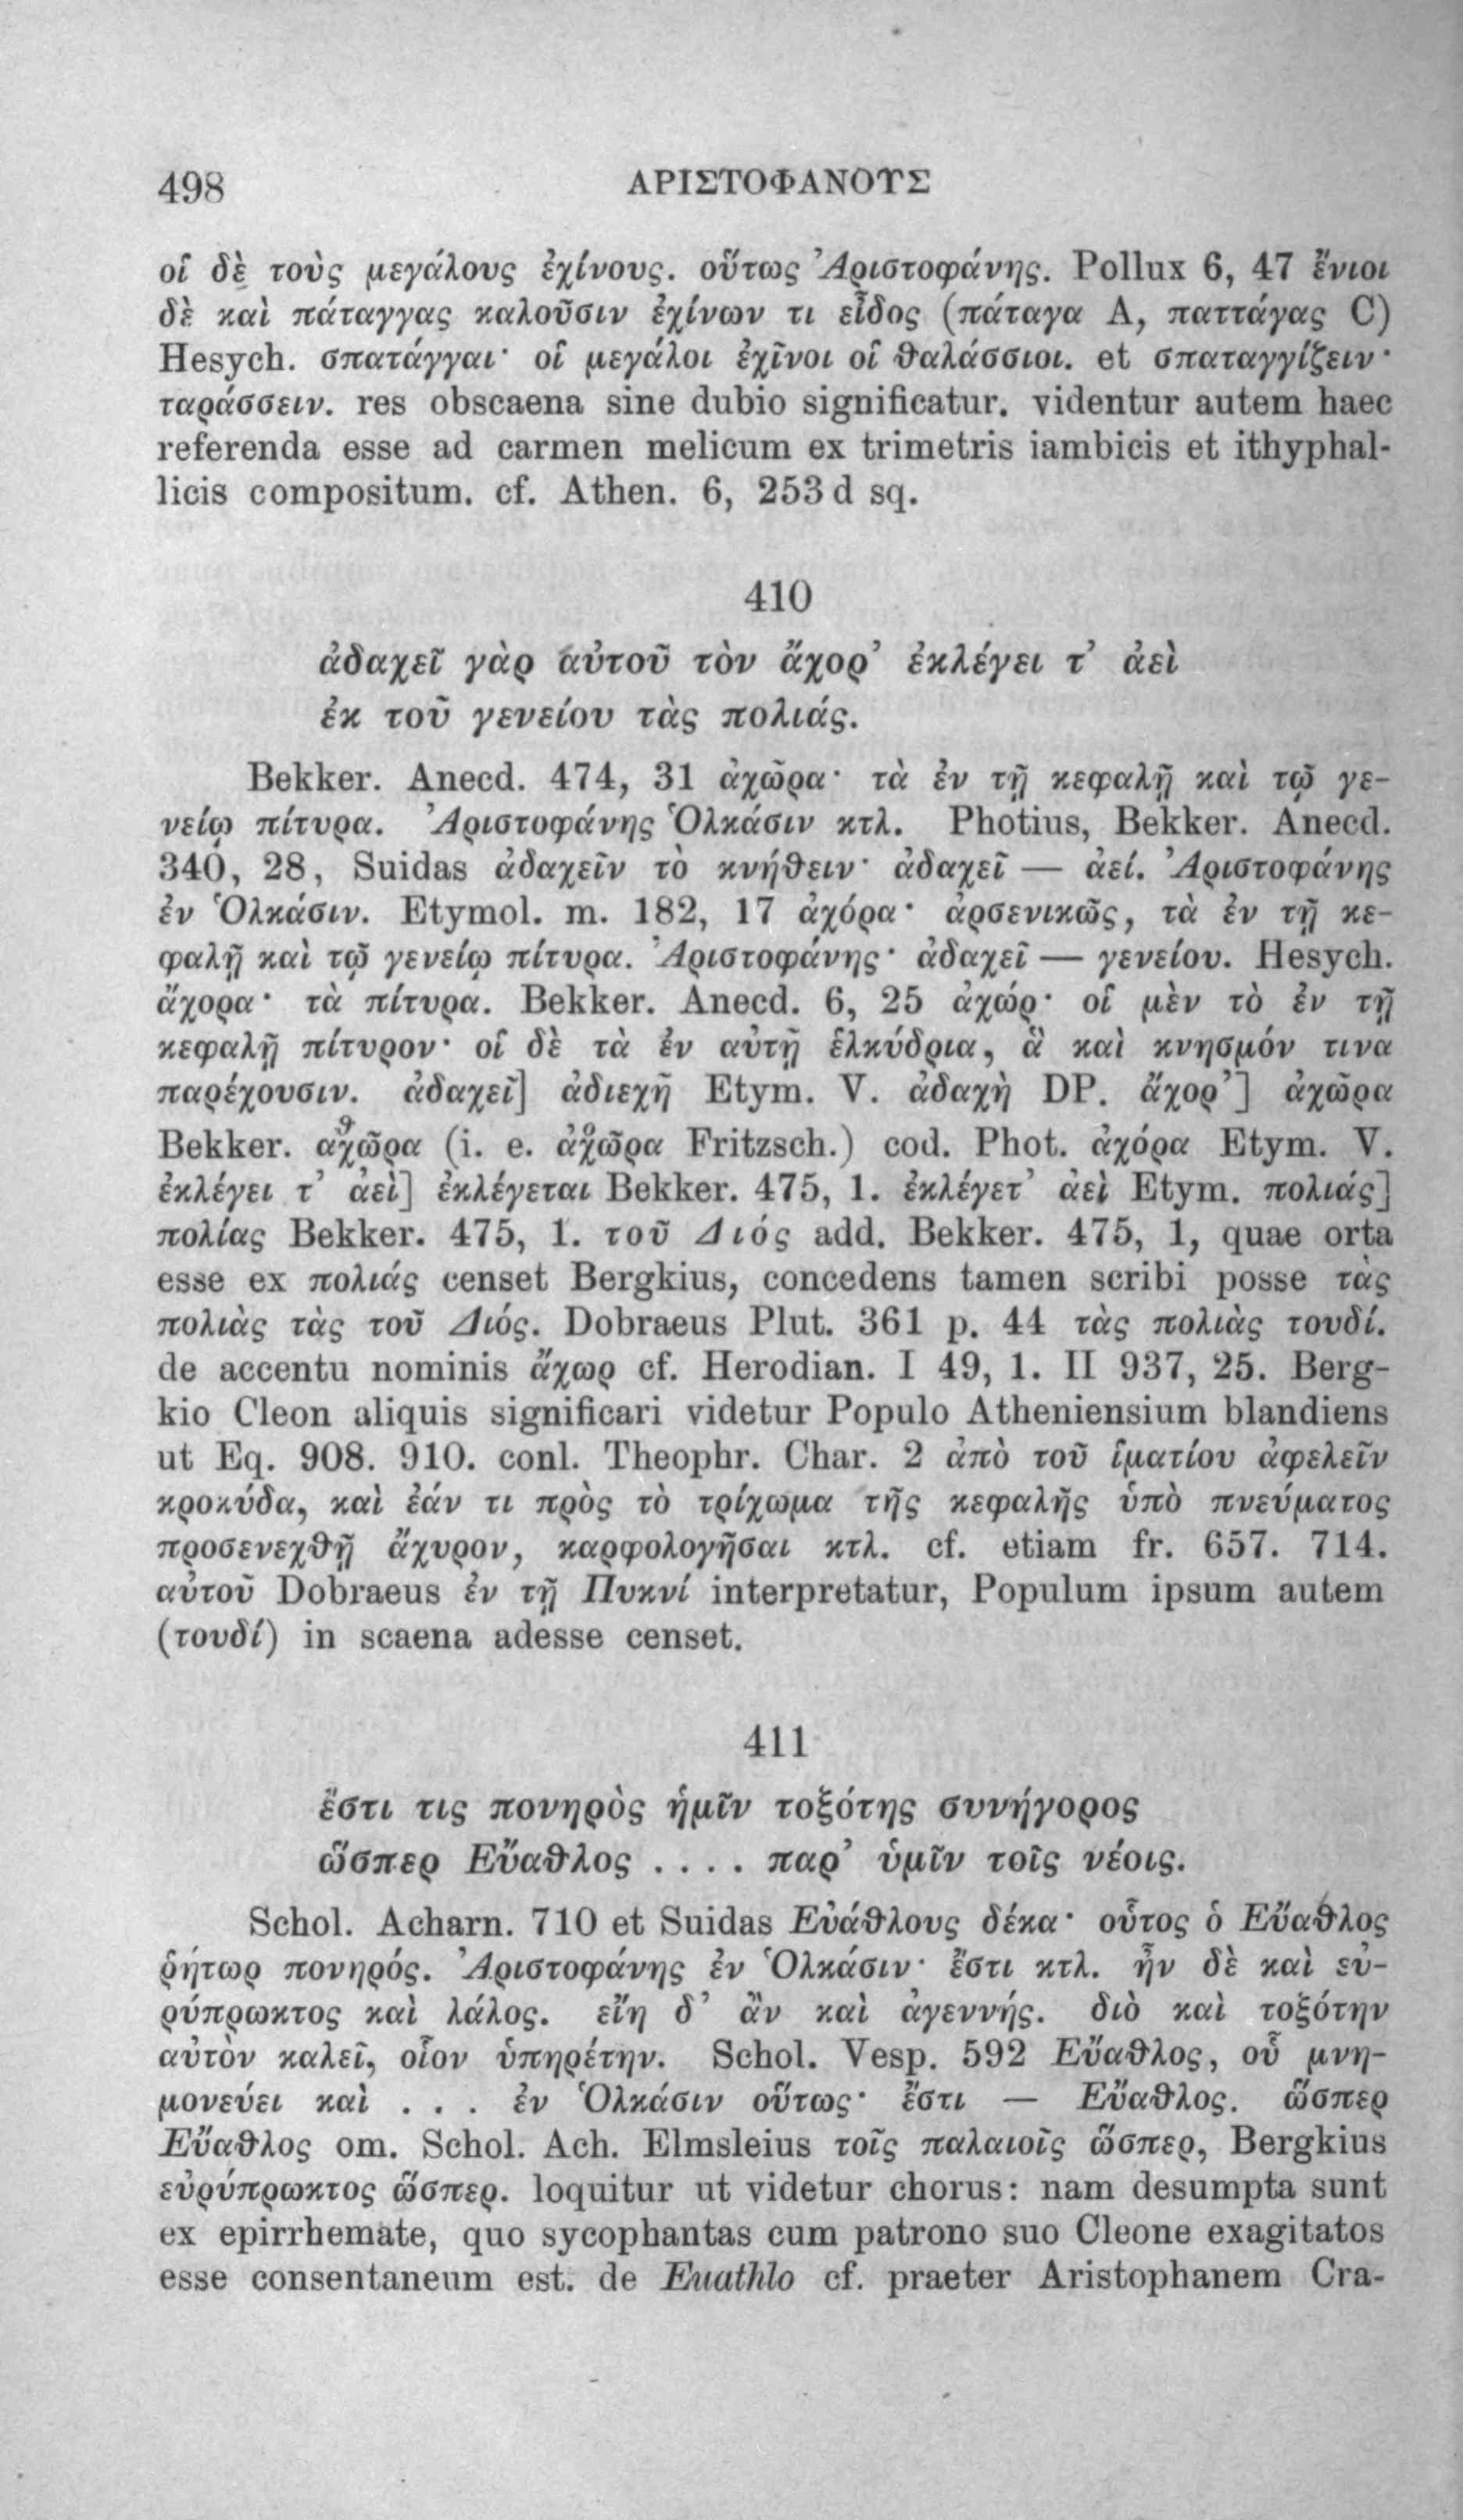 498 ΑΡΙΣΤΟΦΑΝΟΥΣ
οἱ δὲ τοὺς μεγάλους ἐχίνους. οὕτως Ἀριστοφάνης. Pollux 6, 47 ἔνιοι
δὲ καὶ πάταγγας καλοῦσιν ἐχίνων τι εἶδος (πάταγα A, παττάγας C)
Hesych. σπατάγγαι· οἱ μεγάλοι ἐχῖνοι οἱ θαλάσσιοι. et σπαταγγίζειν·
ταράσσειν. res obscaena sine dubio significatur. videntur autem haec
referenda esse ad carmen melicum ex trimetris iambicis et ithyphal-
licis compositum. cf. Athen. 6, 253 d sq.
410
ἀδαχεῖ γὰρ αὐτοῦ τὸν ἄχορ’ ἐκλέγει τ’ ἀεὶ
ἐκ τοῦ γενείου τὰς πολιάς.
Bekker. Anecd. 474, 31 ἀχῶρα· τὰ ἐν τῇ κεφαλῇ καὶ τῷ γε-
νείῳ πίτυρα. Ἀριστοφάνης Ὁλκάσιν κτλ. Photius, Bekker. Anecd.
340, 28, Suidas ἀδαχεῖν τὸ κνήθειν· ἀδαχεῖ — ἀεί. Ἀριστοφάνης
ἐν Ὁλκάσιν. Etymol. m. 182, 17 ἀχόρα· ἀρσενικῶς, τὰ ἐν τῇ κε-
φαλῇ καὶ τῷ γενείῳ πίτυρα. Ἀριστοφάνης· ἀδαχεῖ — γενείου. Hesych.
ἄχορα· τὰ πίτυρα. Bekker. Anecd. 6, 25 ἀχώρ· οἱ μὲν τὸ ἐν τῇ
κεφαλῇ πίτυρον· οἱ δὲ τὰ ἐν αὐτῇ ἑλκύδρια, ἃ καὶ κνησμόν τινα
παρέχουσιν. ἀδαχεῖ] ἀδιεχῆ Etym. V. ἀδαχὴ DP. ἄχορ’] ἀχῶρα
Bekker. αχῶρα (i. e. ἀχῶρα Fritzsch.) cod. Phot. ἀχόρα Etym. V.
ἐκλέγει τ’ ἀεὶ] ἐκλέγεται Bekker. 475, 1. ἐκλέγετ’ ἀεὶ Etym. πολιάς]
πολίας Bekker. 475, 1. τοῦ Διός add. Bekker. 475, 1, quae orta
esse ex πολιάς censet Bergkius, concedens tamen scribi posse τὰς
πολιὰς τὰς τοῦ Διός. Dobraeus Plut. 361 p. 44 τὰς πολιὰς τουδί.
de accentu nominis ἄχωρ cf. Herodian. I 49, 1. II 937, 25. Berg-
kio Cleon aliquis significari videtur Populo Atheniensium blandiens
ut Eq. 908. 910. conl. Theophr. Char. 2 ἀπὸ τοῦ ἱματίου ἀφελεῖν
κροκύδα, καὶ ἐάν τι πρὸς τὸ τρίχωμα τῆς κεφαλῆς ὑπὸ πνεύματος
προσενεχθῇ ἄχυρον, καρφολογῆσαι κτλ. cf. etiam fr. 657. 714.
αὐτοῦ Dobraeus ἐν τῇ Πυκνί interpretatur, Populum ipsum autem
(τουδί) in scaena adesse censet.
411
ἔστι τις πονηρὸς ἡμῖν τοξότης συνήγορος
ὥσπερ Εὔαθλος . . . . παρ’ ὑμῖν τοῖς νέοις.
Schol. Acharn. 710 et Suidas Εὐάθλους δέκα· οὗτος ὁ Εὔαθλος
ῥήτωρ πονηρός. Ἀριστοφάνης ἐν Ὁλκάσιν· ἔστι κτλ. ἦν δὲ καὶ εὐ-
ρύπρωκτος καὶ λάλος. εἴη δ’ ἂν καὶ ἀγεννής. διὸ καὶ τοξότην
αὐτὸν καλεῖ, οἷον ὑπηρέτην. Schol. Vesp. 592 Εὔαθλος, οὗ μνη-
μονεύει καὶ . . . ἐν Ὁλκάσιν οὕτως· ἔστι — Εὔαθλος. ὥσπερ
Εὔαθλος om. Schol. Ach. Elmsleius τοῖς παλαιοῖς ὥσπερ, Bergkius
εὐρύπρωκτος ὥσπερ. loquitur ut videtur chorus: nam desumpta sunt
ex epirrhemate, quo sycophantas cum patrono suo Cleone exagitatos
esse consentaneum est. de Euathlo cf. praeter Aristophanem Cra-